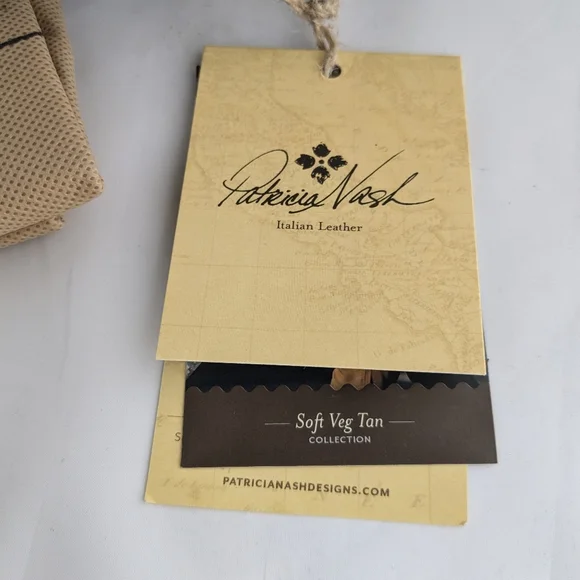 Patricia Nash
Italian Leather
Soft Veg Tan
COLLECTION
PATRICIANASHDESIGNS.COM